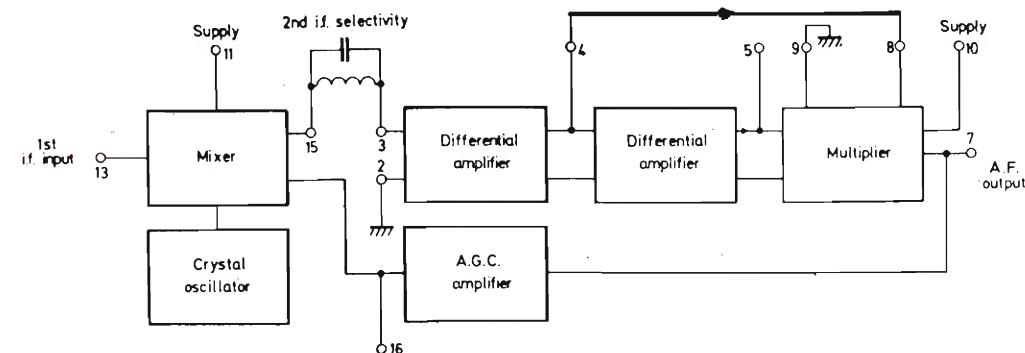 2nd i.f. selectivity
Supply
11
4
5
9
8
Supply
10
1st
i.f. input
13
Mixer
15
3
2
Differential
amplifier
Differential
amplifier
Multiplier
7
A.F.
output
Crystal
oscillator
A.G.C.
amplifier
16